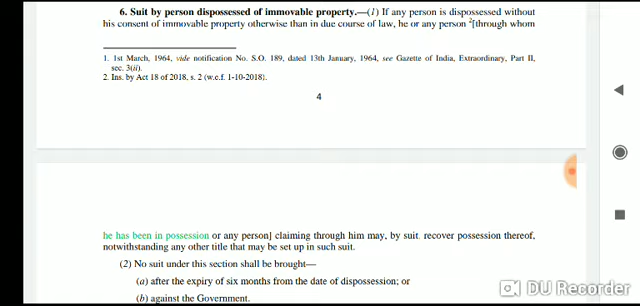 6. Suit by person dispossessed of immovable property.—(1) If any person is dispossessed without
his consent of immovable property otherwise than in due course of law, he or any person ²[through whom
1. 1st March, 1964, vide notification No. S.O. 189, dated 13th January, 1964, see Gazette of India, Extraordinary, Part II,
sec. 3(ii).
2. Ins. by Act 18 of 2018, s. 2 (w.e.f. 1-10-2018).
4
he has been in possession or any person] claiming through him may, by suit, recover possession thereof,
notwithstanding any other title that may be set up in such suit.
(2) No suit under this section shall be brought—
(a) after the expiry of six months from the date of dispossession; or
(b) against the Government.
DU Recorder